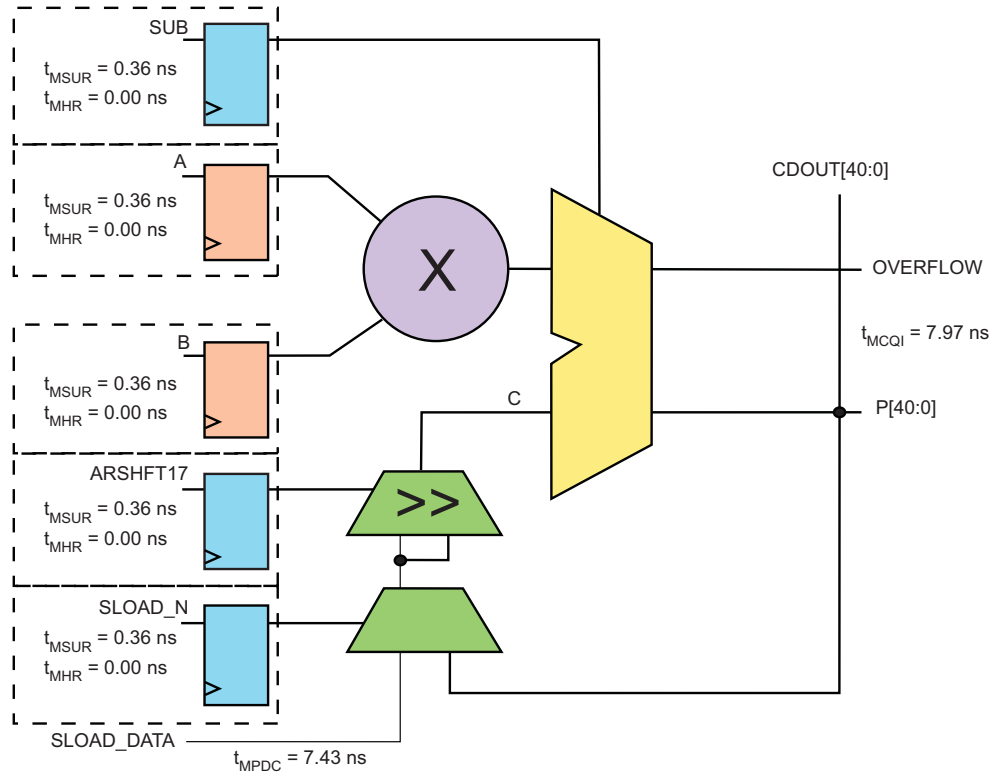 SUB
tMSUR = 0.36 ns
tMHR = 0.00 ns
A
tMSUR = 0.36 ns
tMHR = 0.00 ns
B
tMSUR = 0.36 ns
tMHR = 0.00 ns
ARSHFT17
tMSUR = 0.36 ns
tMHR = 0.00 ns
SLOAD_N
tMSUR = 0.36 ns
tMHR = 0.00 ns
SLOAD_DATA
tMPDC = 7.43 ns
X
C
>>
CDOUT[40:0]
OVERFLOW
tMCQI = 7.97 ns
P[40:0]